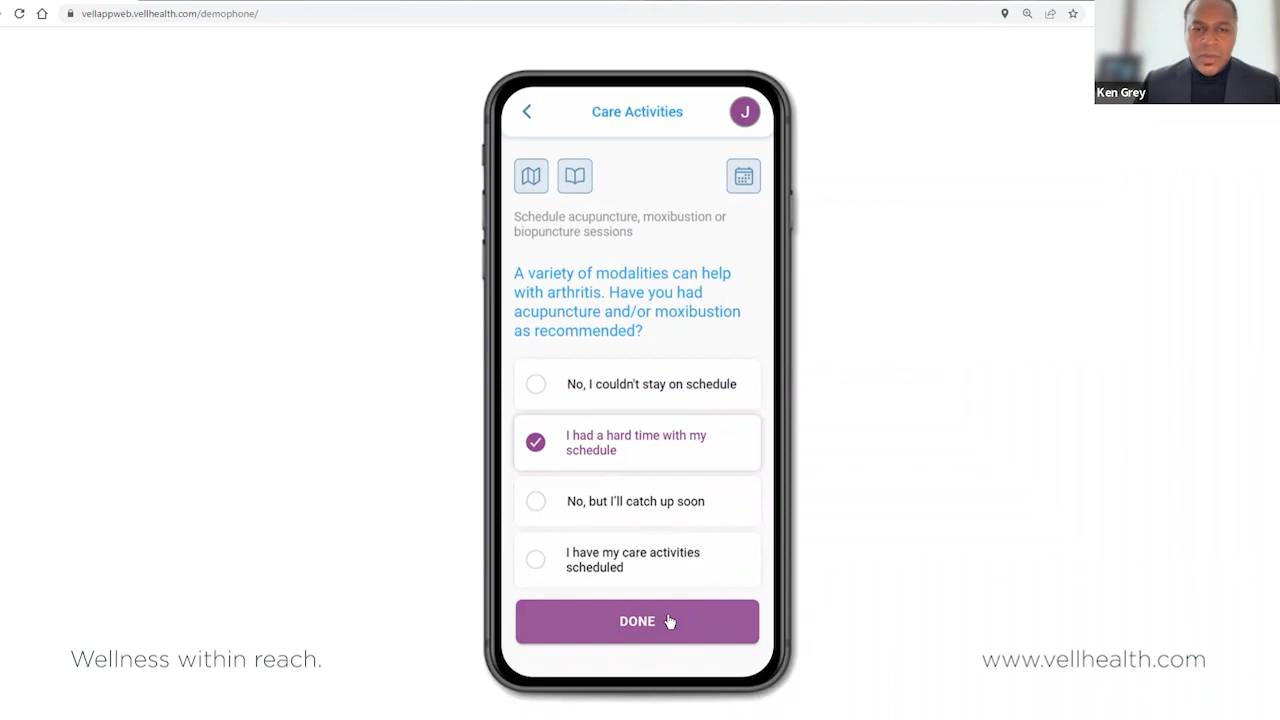 vellappweb.vellhealth.com/demophone/
Ken Grey
Care Activities
J
Schedule acupuncture, moxibustion or
biopuncture sessions
A variety of modalities can help
with arthritis. Have you had
acupuncture and/or moxibustion
as recommended?
No, I couldn't stay on schedule
I had a hard time with my
schedule
No, but I'll catch up soon
I have my care activities
scheduled
DONE
Wellness within reach.
www.vellhealth.com